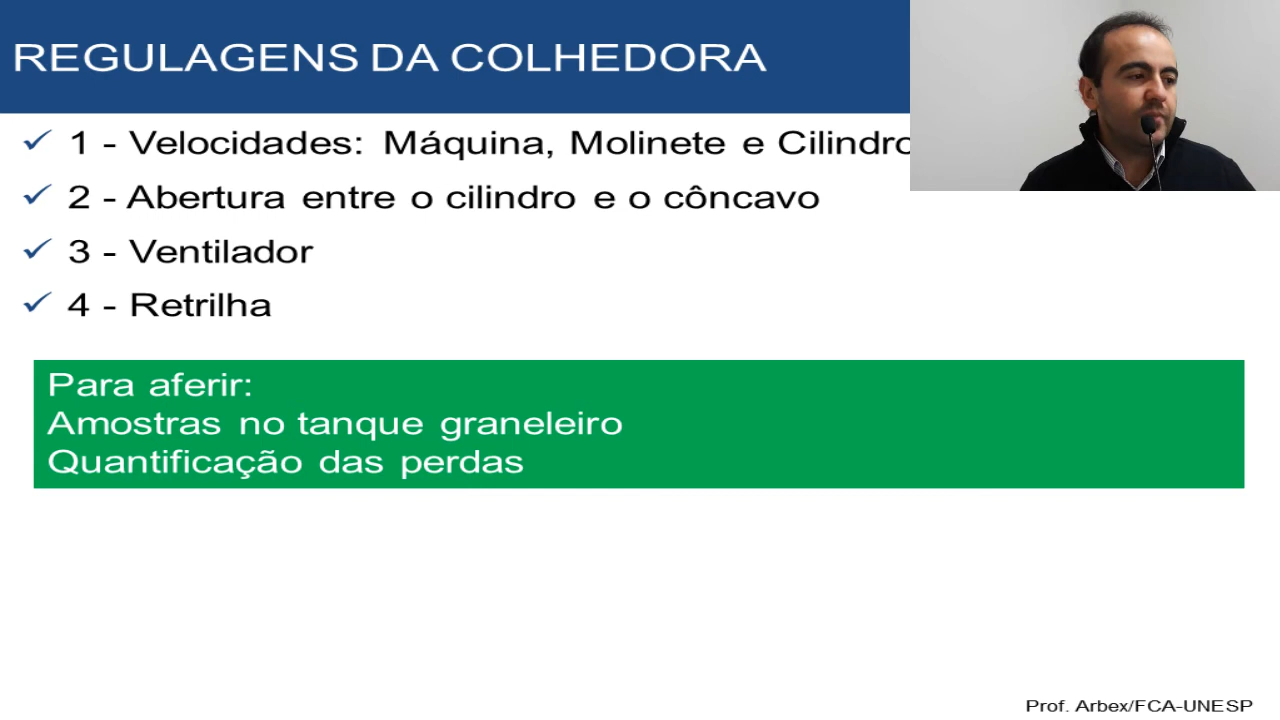 REGULAGENS DA COLHEDORA
✓ 1 - Velocidades: Máquina, Molinete e Cilindro
✓ 2 - Abertura entre o cilindro e o côncavo
✓ 3 - Ventilador
✓ 4 - Retrilha
Para aferir:
Amostras no tanque graneleiro
Quantificação das perdas
Prof. Arbex/FCA-UNESP